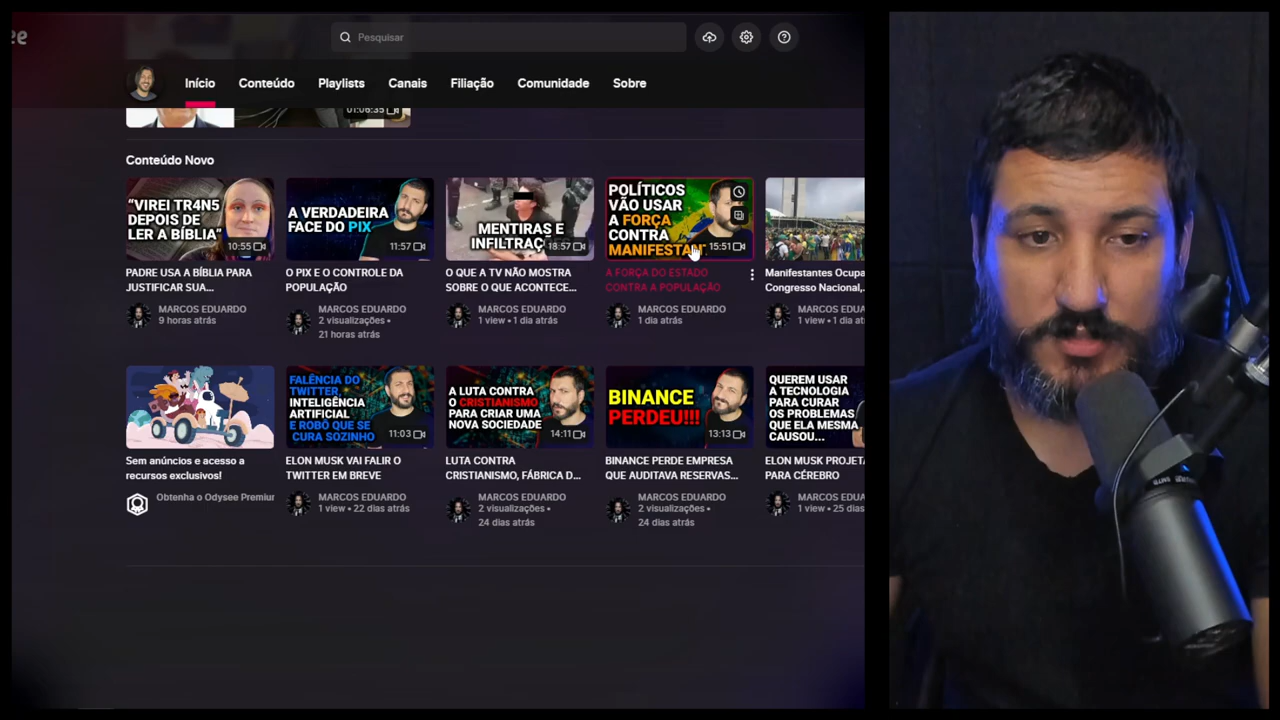 ee
Pesquisar
Início
Conteúdo
Playlists
Canais
Filiação
Comunidade
Sobre
01:06:35
Conteúdo Novo
"VIREI TR4N5
DEPOIS DE
LER A BÍBLIA"
10:55
PADRE USA A BÍBLIA PARA
JUSTIFICAR SUA...
MARCOS EDUARDO
9 horas atrás
A VERDADEIRA
FACE DO PIX
11:57
O PIX E O CONTROLE DA
POPULAÇÃO
MARCOS EDUARDO
2 visualizações •
21 horas atrás
MENTIRAS E
INFILTRAÇ
18:57
O QUE A TV NÃO MOSTRA
SOBRE O QUE ACONTECE...
MARCOS EDUARDO
1 view • 1 dia atrás
POLÍTICOS
VÃO USAR
A FORÇA
CONTRA
MANIFESTAN
15:51
A FORÇA DO ESTADO
CONTRA A POPULAÇÃO
MARCOS EDUARDO
1 dia atrás
Manifestantes Ocupa
Congresso Nacional,
MARCOS EDUARDO
1 view • 1 dia at
Sem anúncios e acesso a
recursos exclusivos!
Obtenha o Odysee Premiur
FALÊNCIA DO
TWITTER,
INTELIGÊNCIA
ARTIFICIAL
E ROBÔ QUE SE
CURA SOZINHO
11:03
ELON MUSK VAI FALIR O
TWITTER EM BREVE
MARCOS EDUARDO
1 view • 22 dias atrás
A LUTA CONTRA
O CRISTIANISMO
PARA CRIAR UMA
NOVA SOCIEDADE
14:11
LUTA CONTRA
CRISTIANISMO, FÁBRICA D...
MARCOS EDUARDO
2 visualizações •
24 dias atrás
BINANCE
PERDEU!!!
13:13
BINANCE PERDE EMPRESA
QUE AUDITAVA RESERVAS...
MARCOS EDUARDO
2 visualizações •
24 dias atrás
QUEREM USAR
A TECNOLOGIA
PARA CURAR
OS PROBLEMAS
QUE ELA MESMA
CAUSOU...
ELON MUSK PROJETA
PARA CÉREBRO
MARCOS EDUARDO
1 view • 25 dias